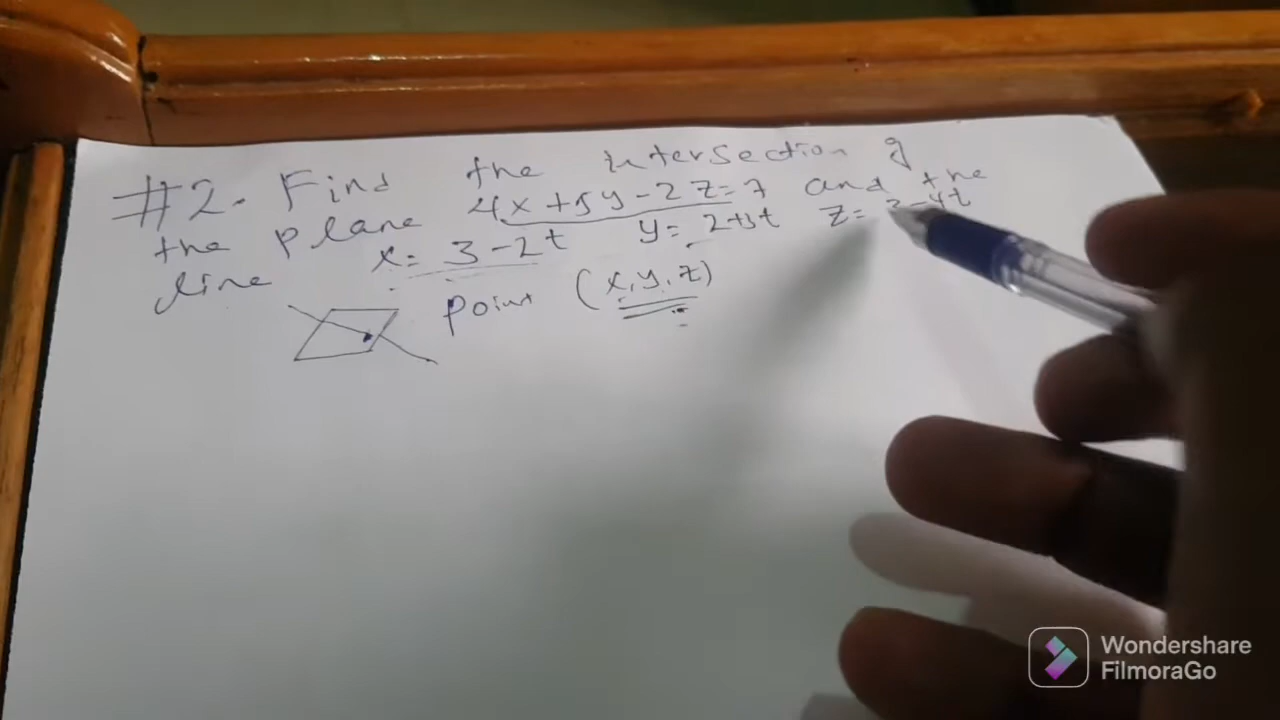 #2. Find the intersection of
the plane 4x + 5y - 2z = 7 and the
line x = 3 - 2t y = 2 + 3t z = - 4t
point (x, y, z)
Wondershare
FilmoraGo